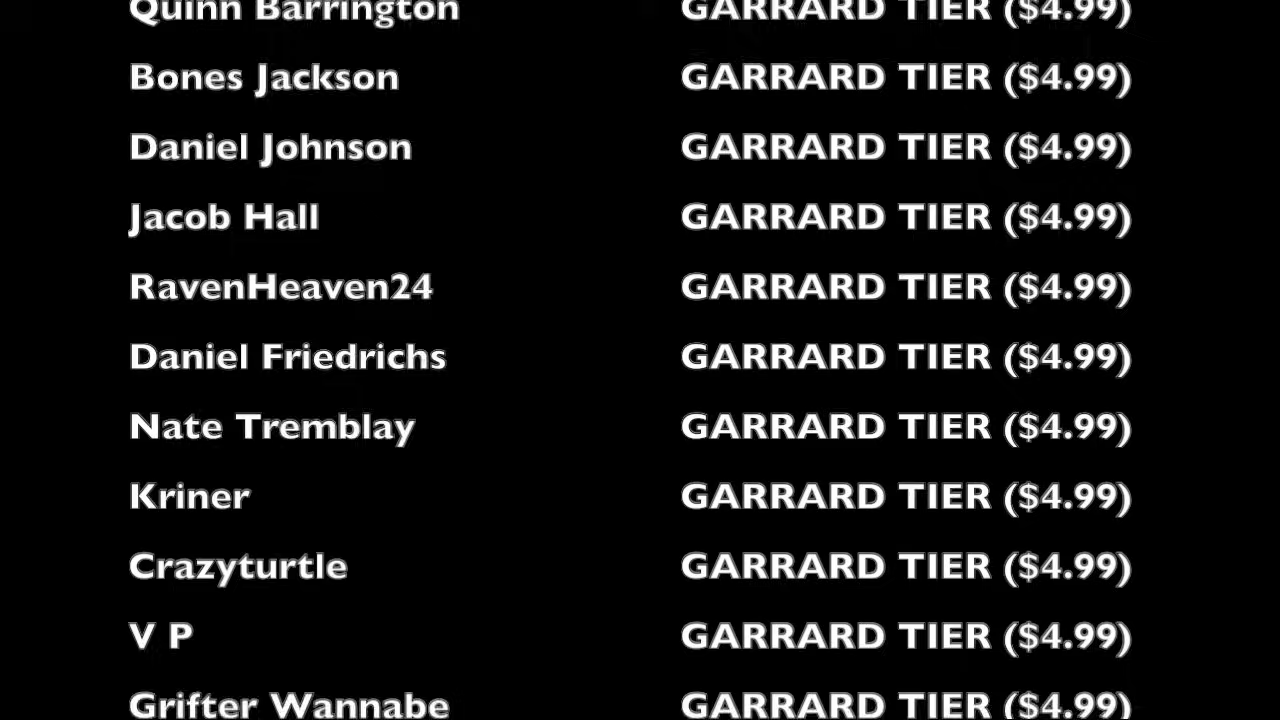 Quinn Barrington GARRARD TIER ($4.99)
Bones Jackson GARRARD TIER ($4.99)
Daniel Johnson GARRARD TIER ($4.99)
Jacob Hall GARRARD TIER ($4.99)
RavenHeaven24 GARRARD TIER ($4.99)
Daniel Friedrichs GARRARD TIER ($4.99)
Nate Tremblay GARRARD TIER ($4.99)
Kriner GARRARD TIER ($4.99)
Crazyturtle GARRARD TIER ($4.99)
V P GARRARD TIER ($4.99)
Grifter Wannabe GARRARD TIER ($4.99)